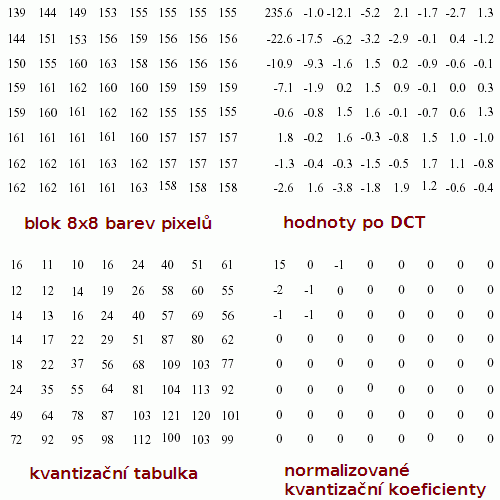 139 144 149 153 155 155 155 155
144 151 153 156 159 156 156 156
150 155 160 163 158 156 156 156
159 161 162 160 160 159 159 159
159 160 161 162 162 155 155 155
161 161 161 161 160 157 157 157
162 162 161 163 162 157 157 157
162 162 161 161 163 158 158 158
blok 8x8 barev pixelů
235.6 -1.0 -12.1 -5.2 2.1 -1.7 -2.7 1.3
-22.6 -17.5 -6.2 -3.2 -2.9 -0.1 0.4 -1.2
-10.9 -9.3 -1.6 1.5 0.2 -0.9 -0.6 -0.1
-7.1 -1.9 0.2 1.5 0.9 -0.1 0.0 0.3
-0.6 -0.8 1.5 1.6 -0.1 -0.7 0.6 1.3
1.8 -0.2 1.6 -0.3 -0.8 1.5 1.0 -1.0
-1.3 -0.4 -0.3 -1.5 -0.5 1.7 1.1 -0.8
-2.6 1.6 -3.8 -1.8 1.9 1.2 -0.6 -0.4
hodnoty po DCT
16 11 10 16 24 40 51 61
12 12 14 19 26 58 60 55
14 13 16 24 40 57 69 56
14 17 22 29 51 87 80 62
18 22 37 56 68 109 103 77
24 35 55 64 81 104 113 92
49 64 78 87 103 121 120 101
72 92 95 98 112 100 103 99
kvantizační tabulka
15 0 -1 0 0 0 0 0
-2 -1 0 0 0 0 0 0
-1 -1 0 0 0 0 0 0
0 0 0 0 0 0 0 0
0 0 0 0 0 0 0 0
0 0 0 0 0 0 0 0
0 0 0 0 0 0 0 0
0 0 0 0 0 0 0 0
normalizované
kvantizační koeficienty